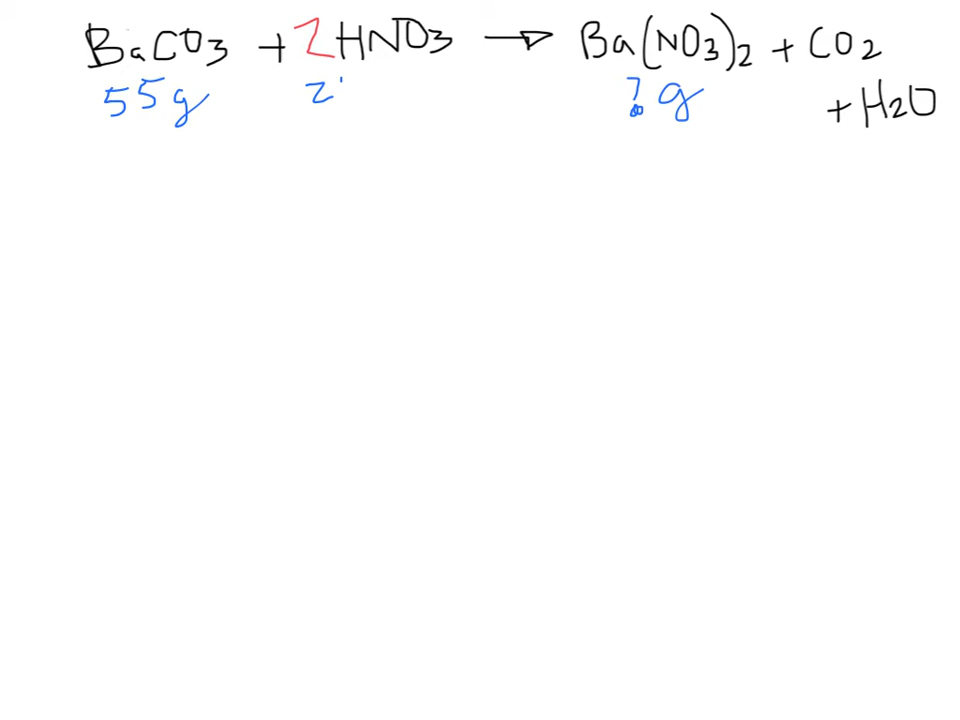 BaCO3 + 2HNO3 → Ba(NO3)2 + CO2
+ H2O
55g ?g